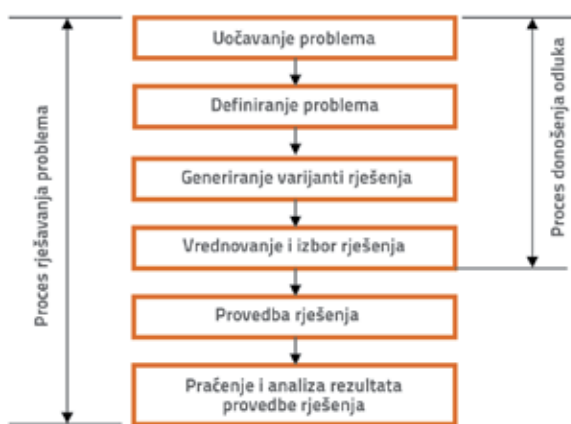 Uočavanje problema
Definiranje problema
Generiranje varijanti rješenja
Vrednovanje i izbor rješenja
Provedba rješenja
Praćenje i analiza rezultata
provedbe rješenja
Proces rješavanja problema
Proces donošenja odluka